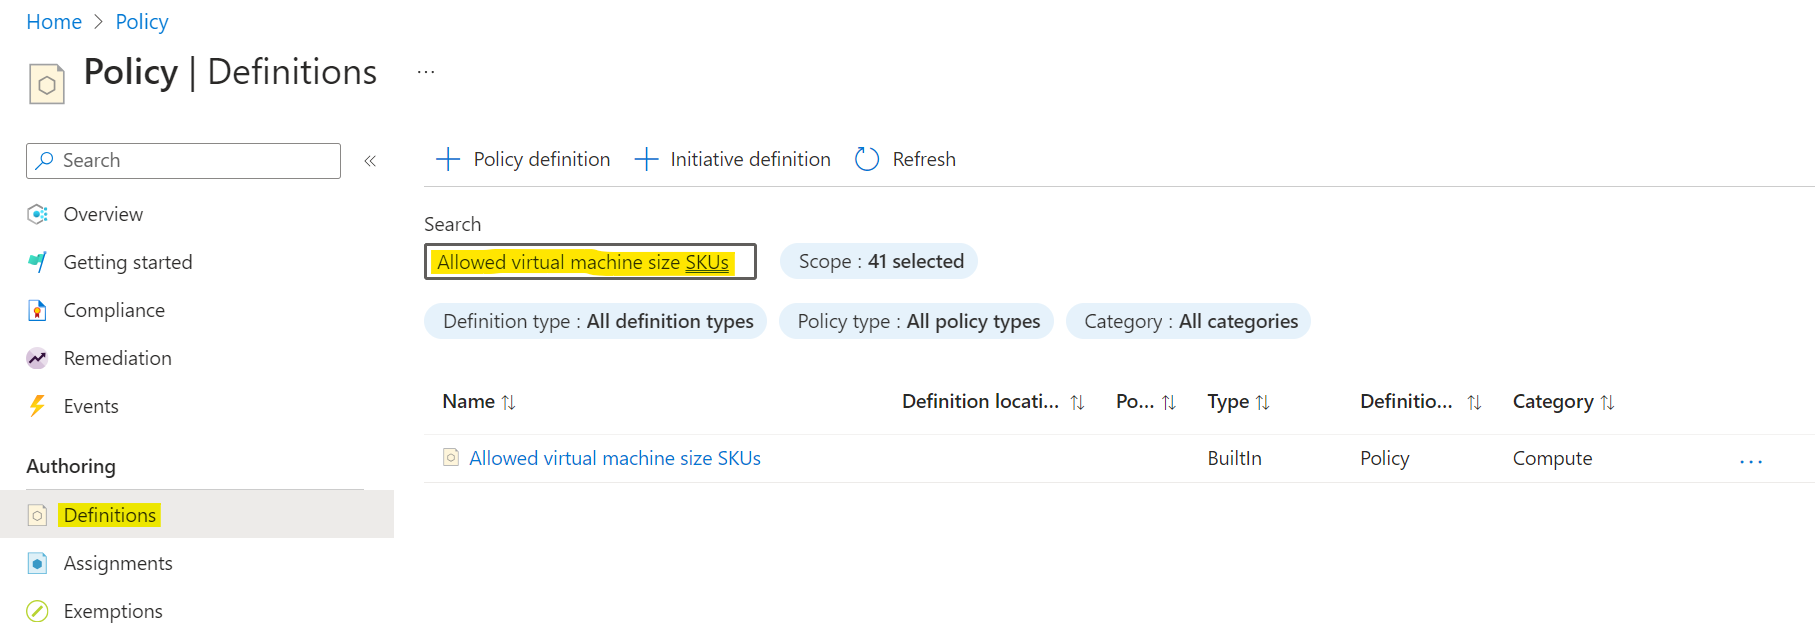 Home > Policy
Policy | Definitions ...
Search «
Overview
Getting started
Compliance
Remediation
Events
Authoring
Definitions
Assignments
Exemptions
+ Policy definition + Initiative definition Refresh
Search
Allowed virtual machine size SKUs Scope : 41 selected
Definition type : All definition types Policy type : All policy types Category : All categories
Name ↑↓ Definition locati... ↑↓ Po... ↑↓ Type ↑↓ Definitio... ↑↓ Category ↑↓
Allowed virtual machine size SKUs BuiltIn Policy Compute ...